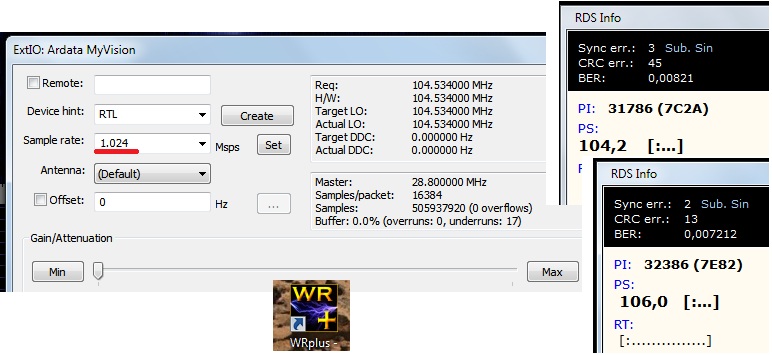 ExtIO: Ardata MyVision
Remote:
Device hint: RTL Create
Sample rate: 1.024 Msps Set
Antenna: (Default)
Offset: 0 Hz ...
Req: 104.534000 MHz
H/W: 104.534000 MHz
Target LO: 104.534000 MHz
Actual LO: 104.534000 MHz
Target DDC: 0.000000 Hz
Actual DDC: 0.000000 Hz
Master: 28.800000 MHz
Samples/packet: 16384
Samples: 505937920 (0 overflows)
Buffer: 0.0% (overruns: 0, underruns: 17)
Gain/Attenuation
Min Max
WR
+
WRplus -
RDS Info
Sync err.: 3 Sub. Sin
CRC err.: 45
BER: 0,00821
PI: 31786 (7C2A)
PS:
104,2 [:...]
RDS Info
Sync err.: 2 Sub. Sin
CRC err.: 13
BER: 0,007212
PI: 32386 (7E82)
PS:
106,0 [:...]
RT:
[:...............]